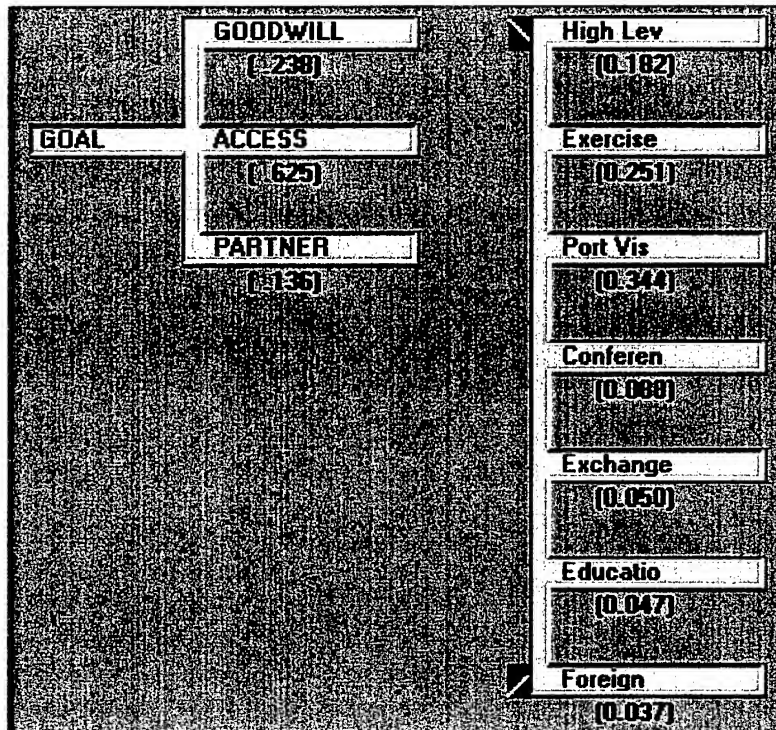 GOODWILL
(.238)
GOAL
ACCESS
(.625)
PARTNER
(.136)
High Lev
(0.182)
Exercise
(0.251)
Port Vis
(0.344)
Conferen
(0.088)
Exchange
(0.050)
Educatio
(0.047)
Foreign
(0.037)